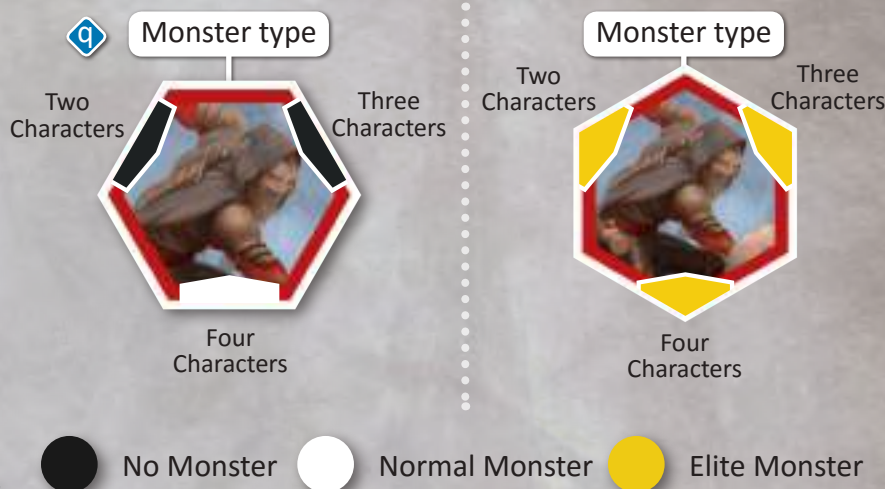 q
Monster type
Two
Characters
Three
Characters
Four
Characters
Monster type
Two
Characters
Three
Characters
Four
Characters
No Monster
Normal Monster
Elite Monster